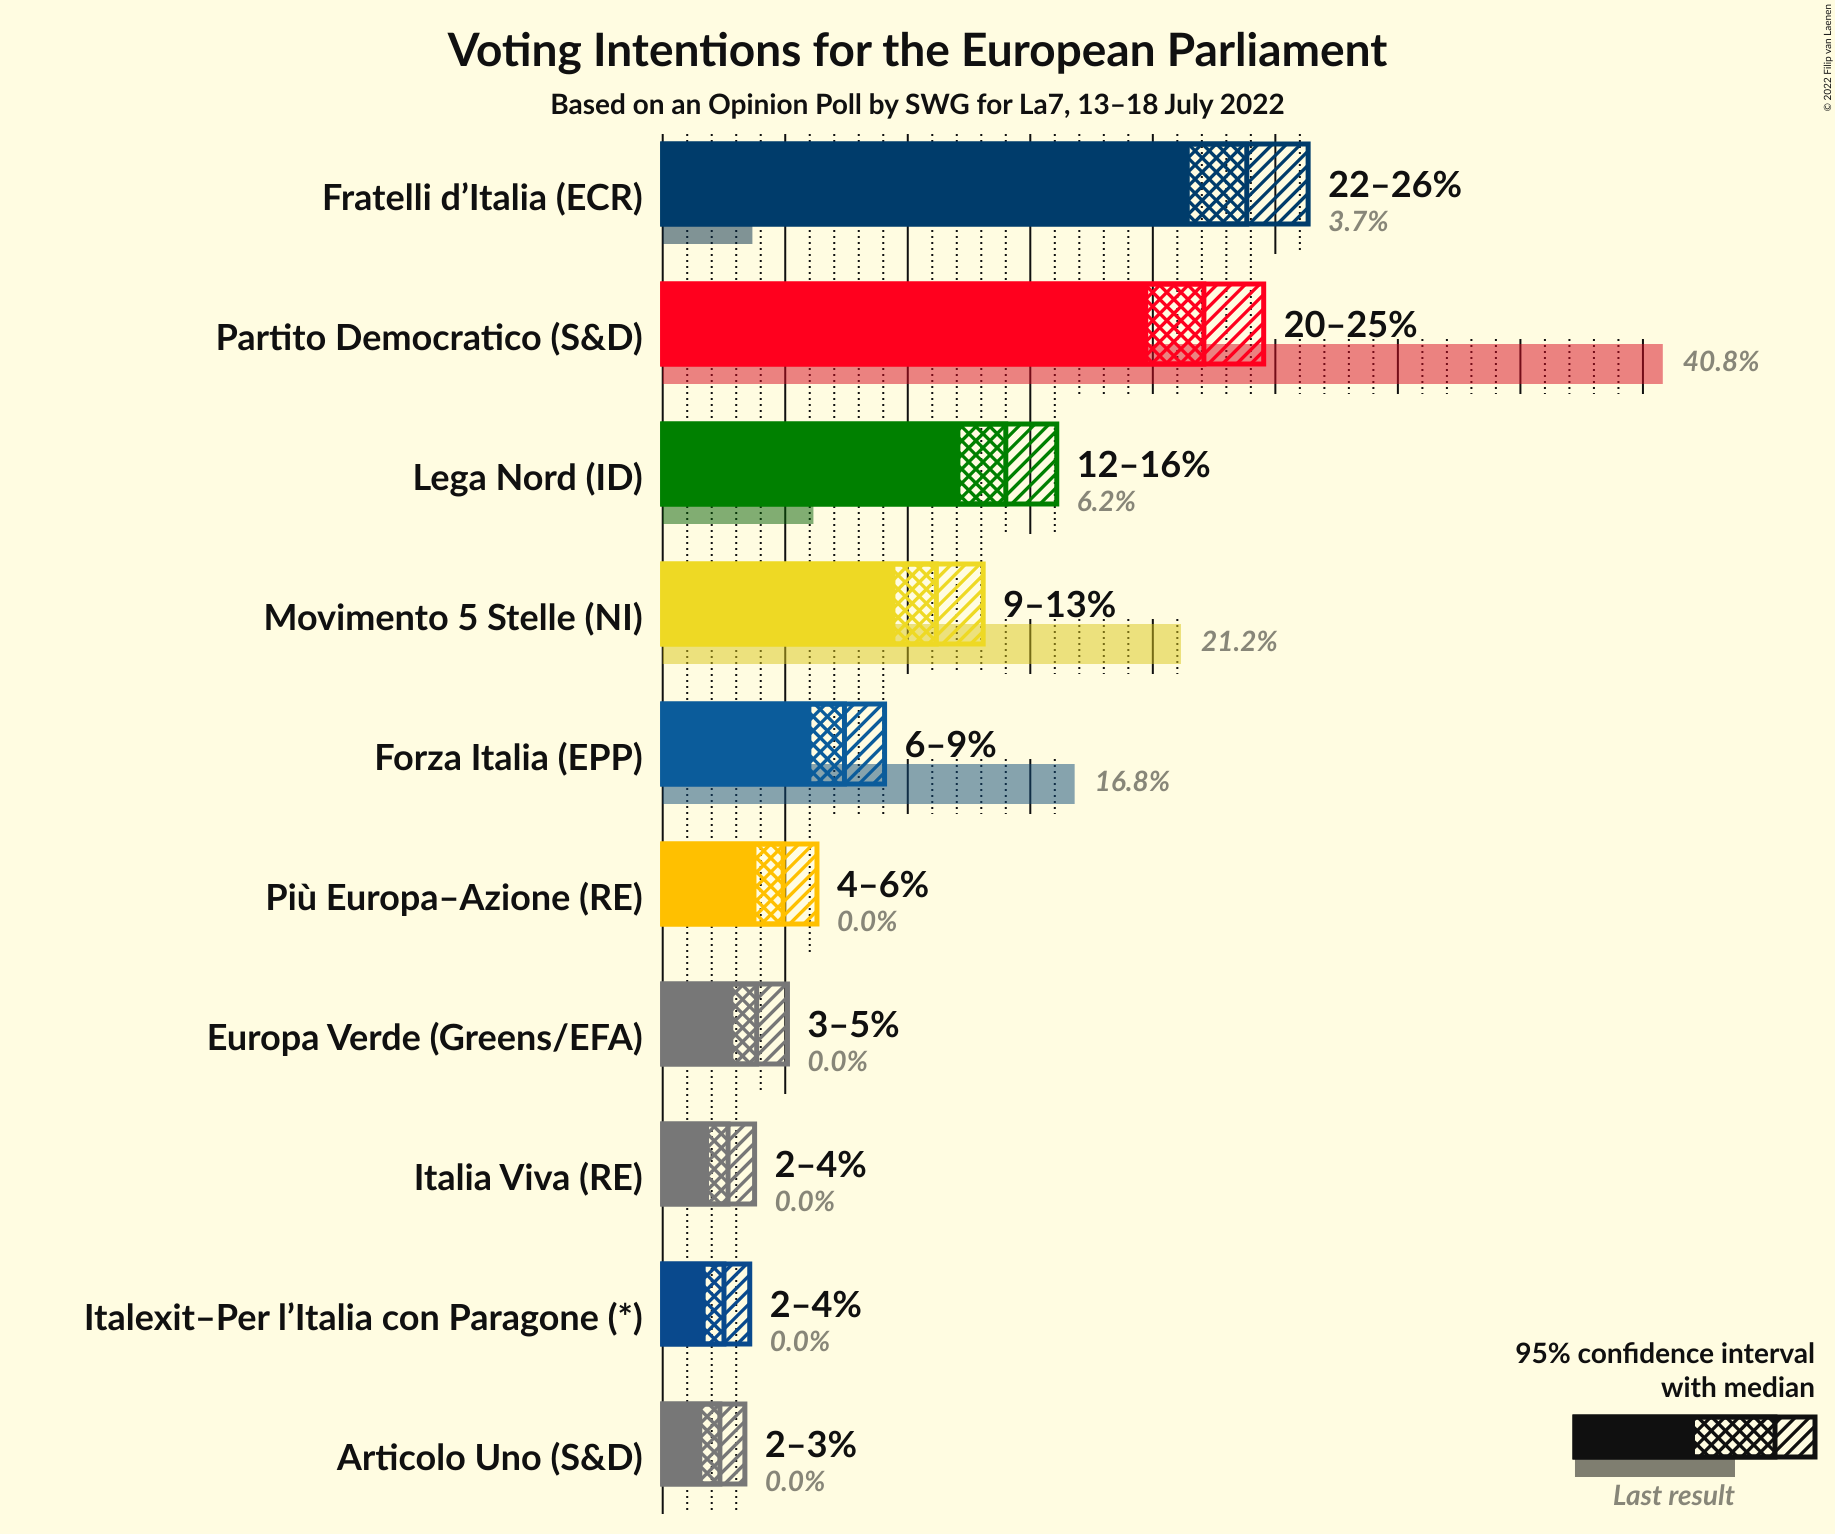 Voting Intentions for the European Parliament
Based on an Opinion Poll by SWG for La7, 13–18 July 2022
© 2022 Filip van Laenen
Fratelli d’Italia (ECR)
22–26%
3.7%
Partito Democratico (S&D)
20–25%
40.8%
Lega Nord (ID)
12–16%
6.2%
Movimento 5 Stelle (NI)
9–13%
21.2%
Forza Italia (EPP)
6–9%
16.8%
Più Europa–Azione (RE)
4–6%
0.0%
Europa Verde (Greens/EFA)
3–5%
0.0%
Italia Viva (RE)
2–4%
0.0%
Italexit–Per l’Italia con Paragone (*)
2–4%
0.0%
Articolo Uno (S&D)
2–3%
0.0%
95% confidence interval
with median
Last result